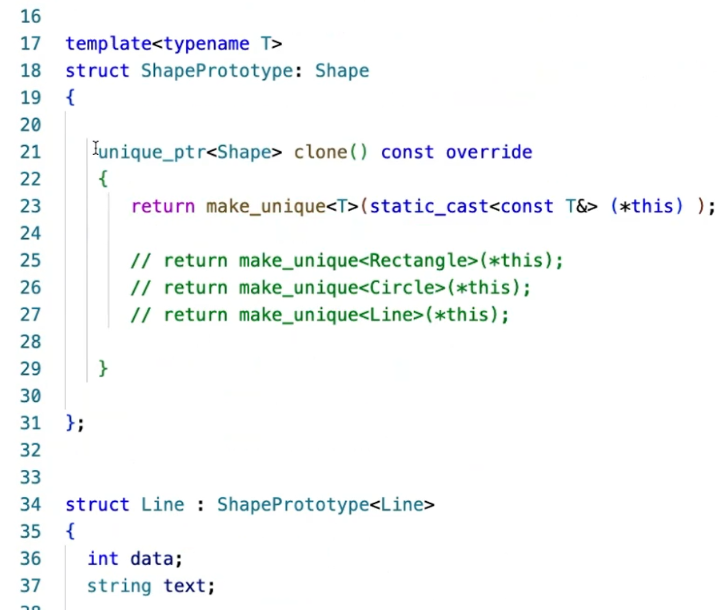 16
17 template<typename T>
18 struct ShapePrototype: Shape
19 {
20
21 unique_ptr<Shape> clone() const override
22 {
23 return make_unique<T>(static_cast<const T&> (*this) );
24
25 // return make_unique<Rectangle>(*this);
26 // return make_unique<Circle>(*this);
27 // return make_unique<Line>(*this);
28
29 }
30
31 };
32
33
34 struct Line : ShapePrototype<Line>
35 {
36 int data;
37 string text;